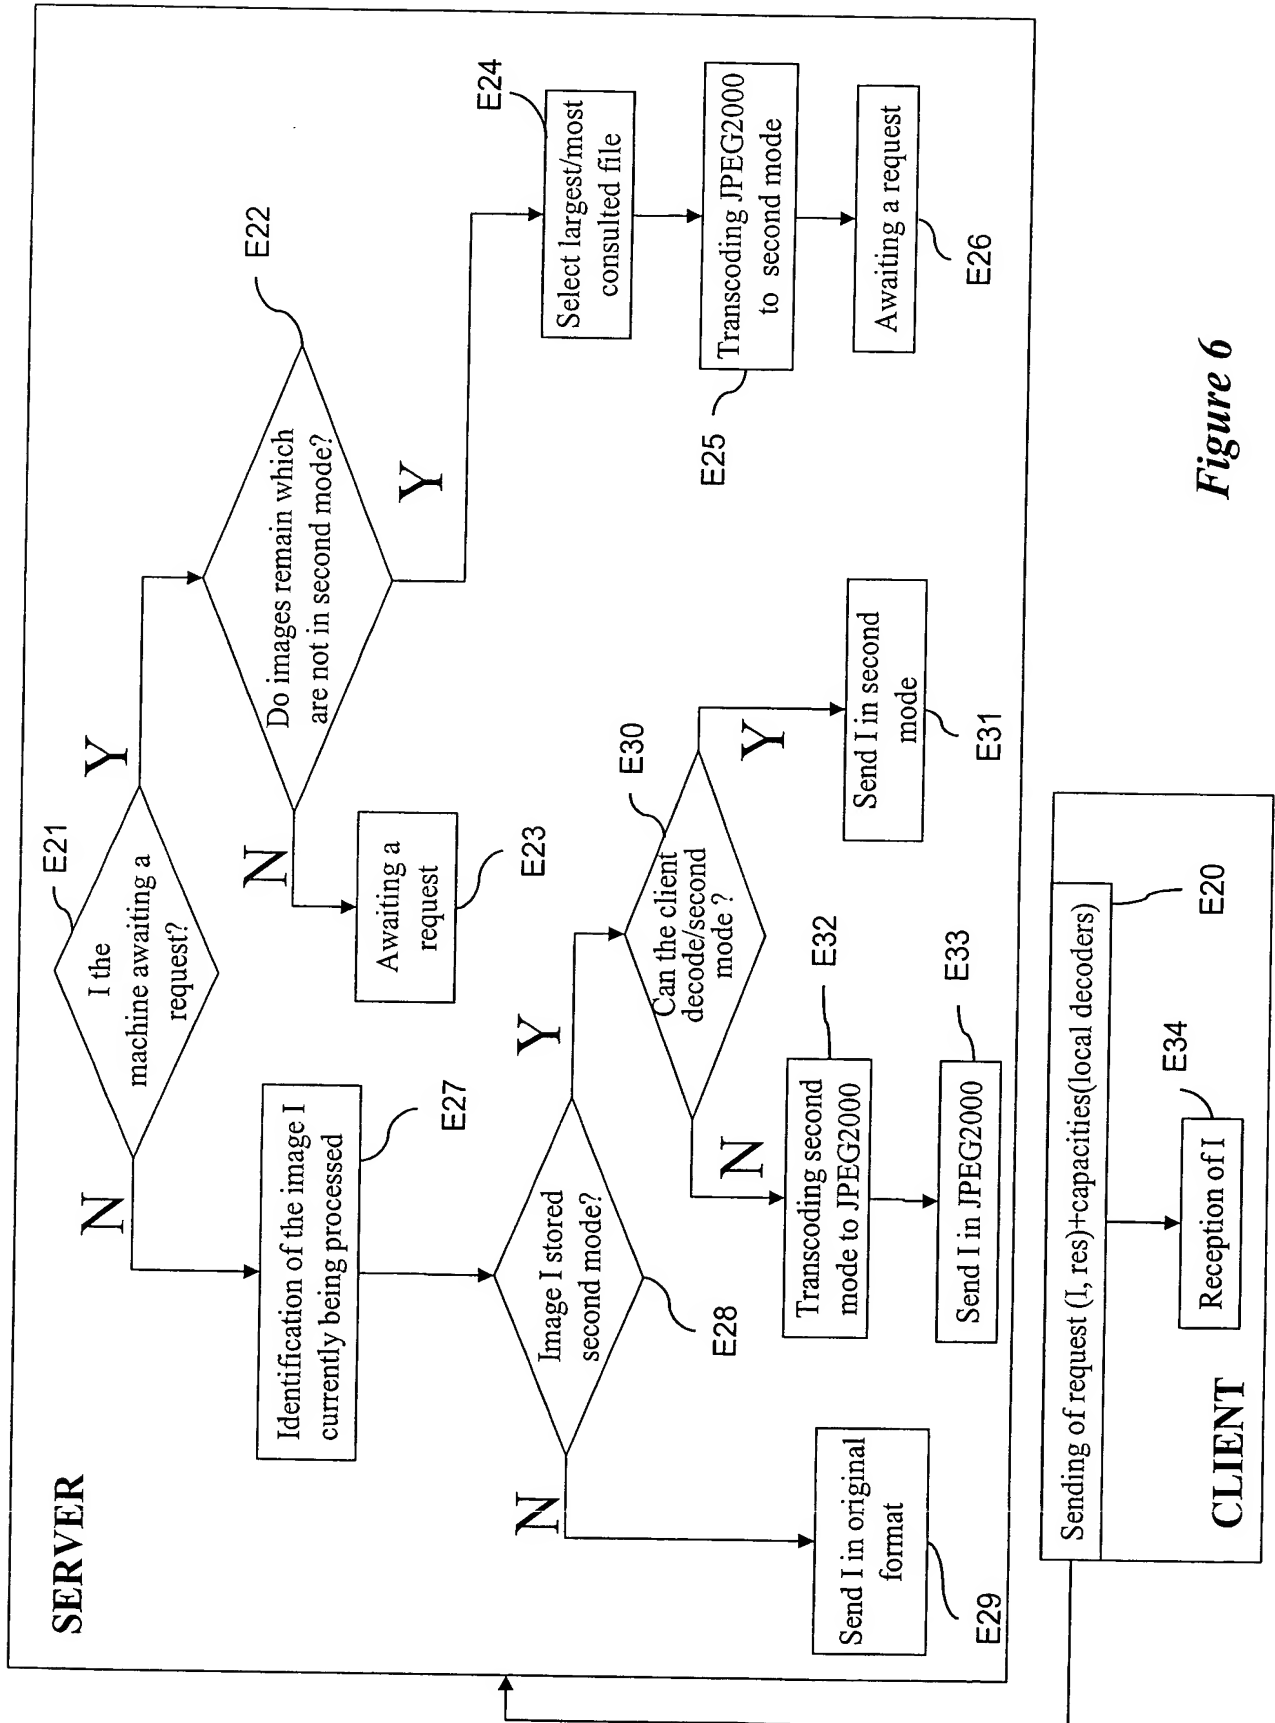 SERVER
I the
machine awaiting a
request?
E21
N
Y
Identification of the image I
currently being processed
E27
Do images remain which
are not in second mode?
E22
N
Y
Awaiting a
request
E23
Select largest/most
consulted file
E24
Transcoding JPEG2000
to second mode
E25
Awaiting a request
E26
Image I stored
second mode?
E28
N
Y
Send I in original
format
E29
Can the client
decode/second
mode ?
E30
N
Y
Transcoding second
mode to JPEG2000
E32
Send I in JPEG2000
E33
Send I in second
mode
E31
Sending of request (I, res)+capacities(local decoders)
E20
Reception of I
E34
CLIENT
Figure 6